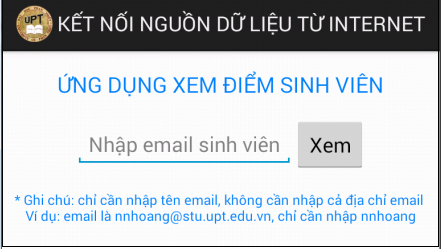 UPT
KẾT NỐI NGUỒN DỮ LIỆU TỪ INTERNET
ỨNG DỤNG XEM ĐIỂM SINH VIÊN
Nhập email sinh viên
Xem
* Ghi chú: chỉ cần nhập tên email, không cần nhập cả địa chỉ email
Ví dụ: email là nnhoang@stu.upt.edu.vn, chỉ cần nhập nnhoang